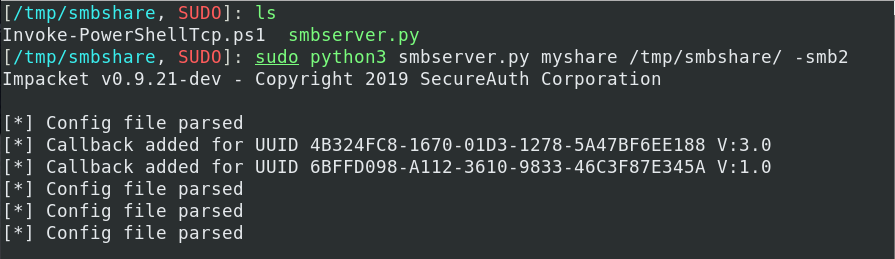 [/tmp/smbshare, SUDO]: ls
Invoke-PowerShellTcp.ps1  smbserver.py
[/tmp/smbshare, SUDO]: sudo python3 smbserver.py myshare /tmp/smbshare/ -smb2
Impacket v0.9.21-dev - Copyright 2019 SecureAuth Corporation

[*] Config file parsed
[*] Callback added for UUID 4B324FC8-1670-01D3-1278-5A47BF6EE188 V:3.0
[*] Callback added for UUID 6BFFD098-A112-3610-9833-46C3F87E345A V:1.0
[*] Config file parsed
[*] Config file parsed
[*] Config file parsed